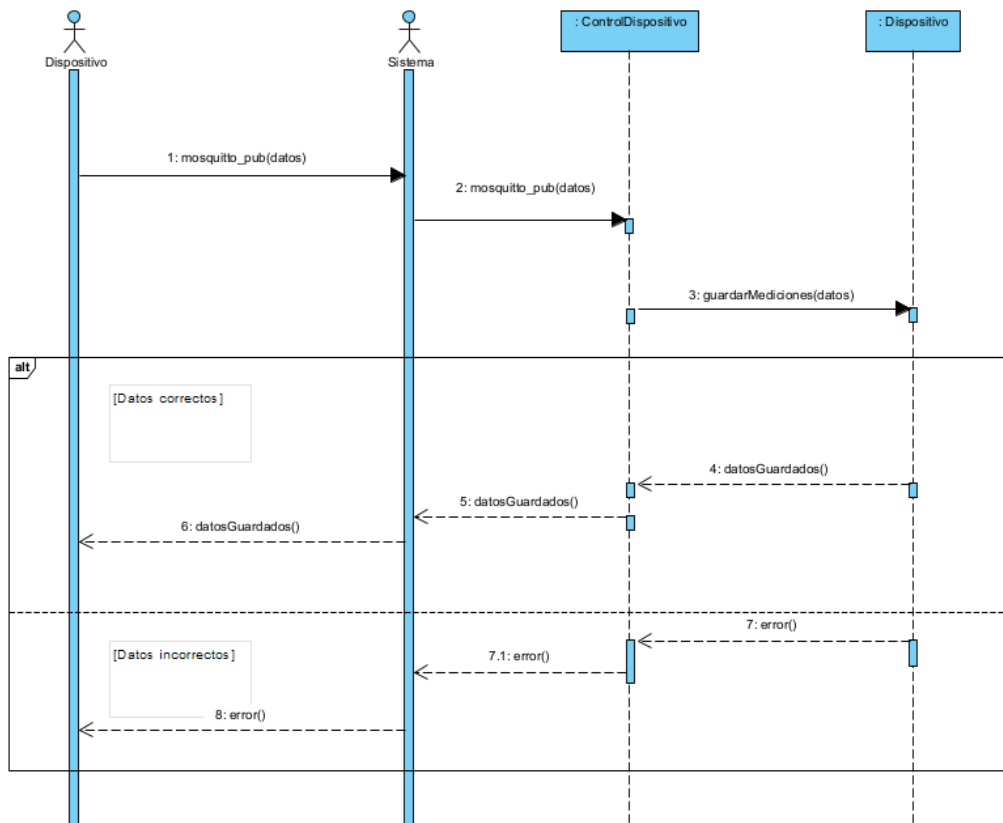 : ControlDispositivo
: Dispositivo
Dispositivo
Sistema
1: mosquitto_pub(datos)
2: mosquitto_pub(datos)
3: guardarMediciones(datos)
alt
[Datos correctos]
4: datosGuardados()
5: datosGuardados()
6: datosGuardados()
7: error()
[Datos incorrectos]
7.1: error()
8: error()